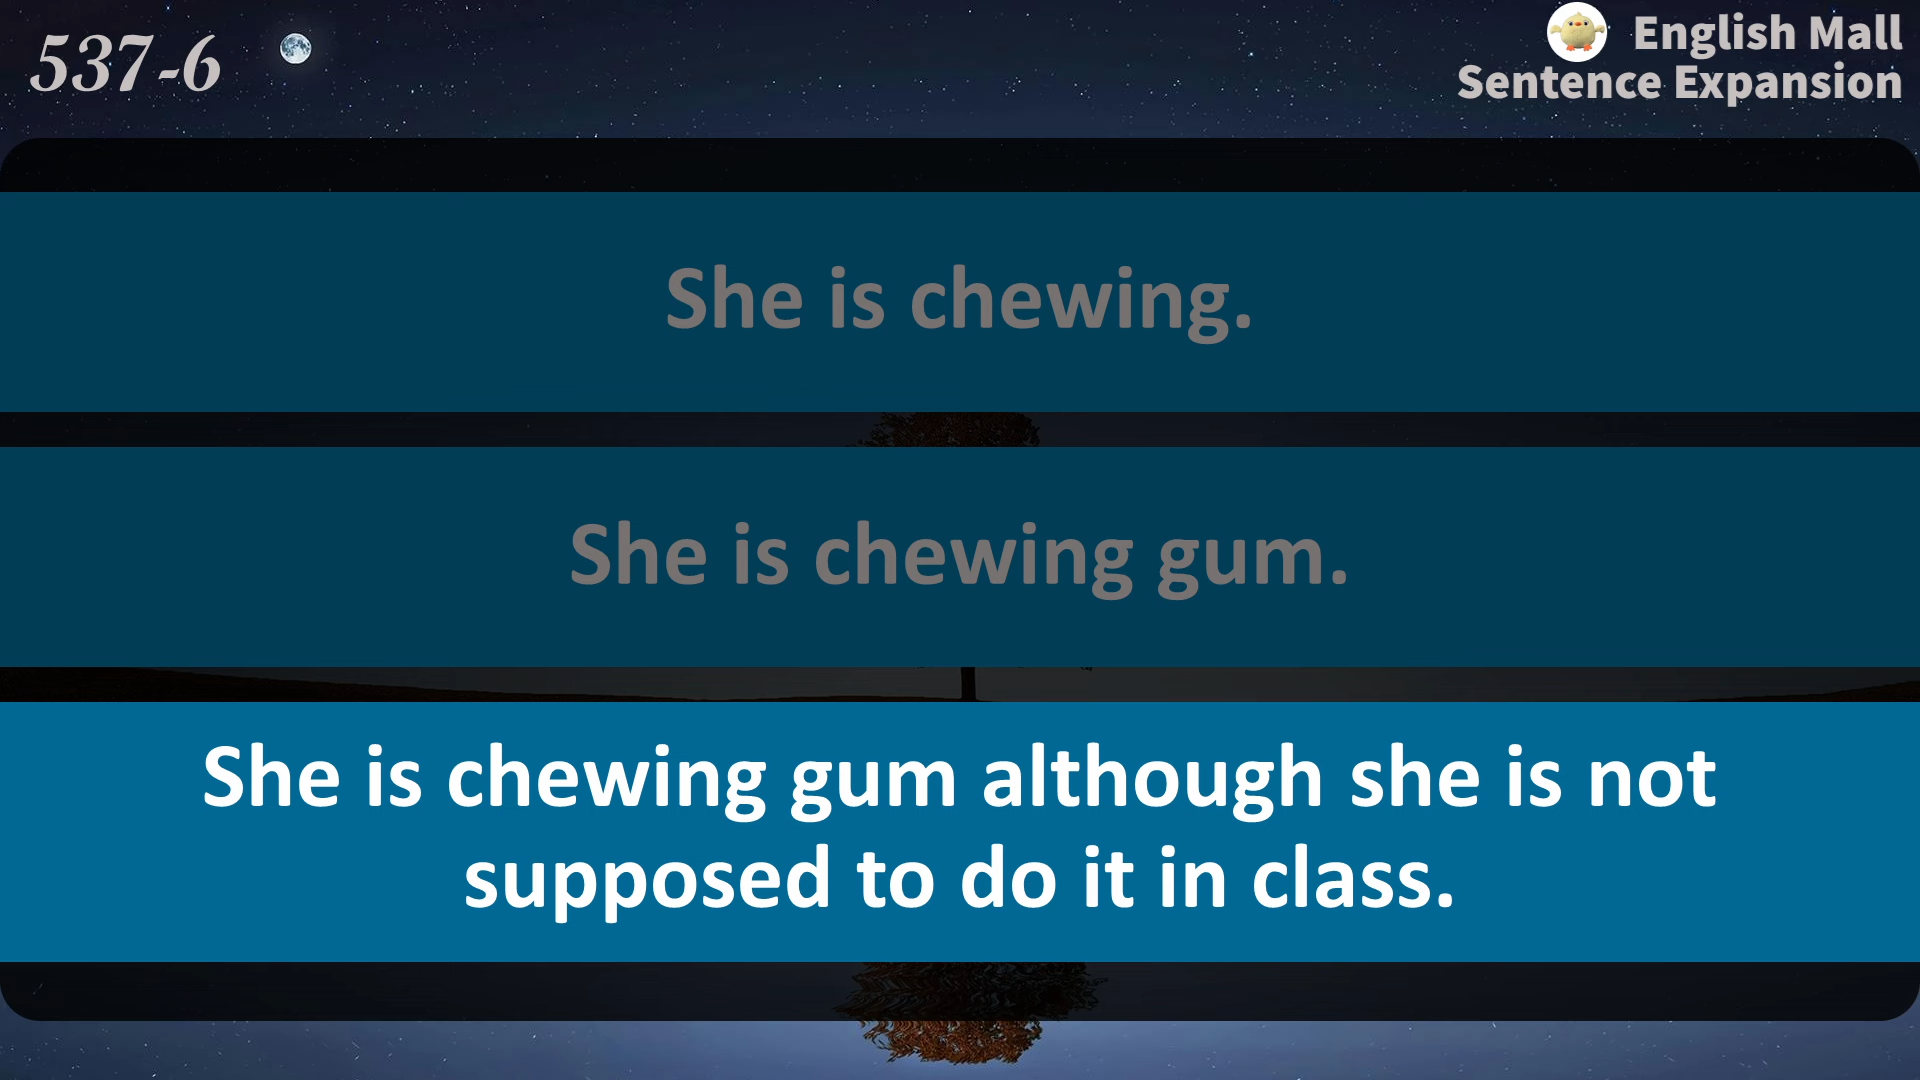 537-6
English Mall
Sentence Expansion
She is chewing.
She is chewing gum.
She is chewing gum although she is not
supposed to do it in class.